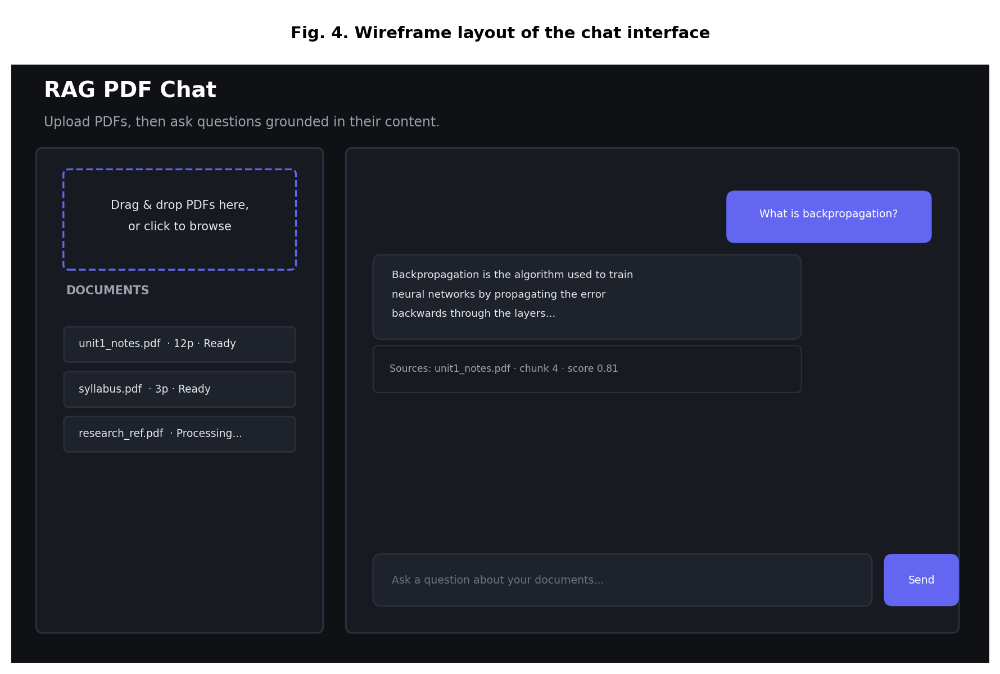 Fig. 4. Wireframe layout of the chat interface
RAG PDF Chat
Upload PDFs, then ask questions grounded in their content.
Drag & drop PDFs here,
or click to browse
DOCUMENTS
unit1_notes.pdf · 12p · Ready
syllabus.pdf · 3p · Ready
research_ref.pdf · Processing...
What is backpropagation?
Backpropagation is the algorithm used to train
neural networks by propagating the error
backwards through the layers...
Sources: unit1_notes.pdf · chunk 4 · score 0.81
Ask a question about your documents...
Send